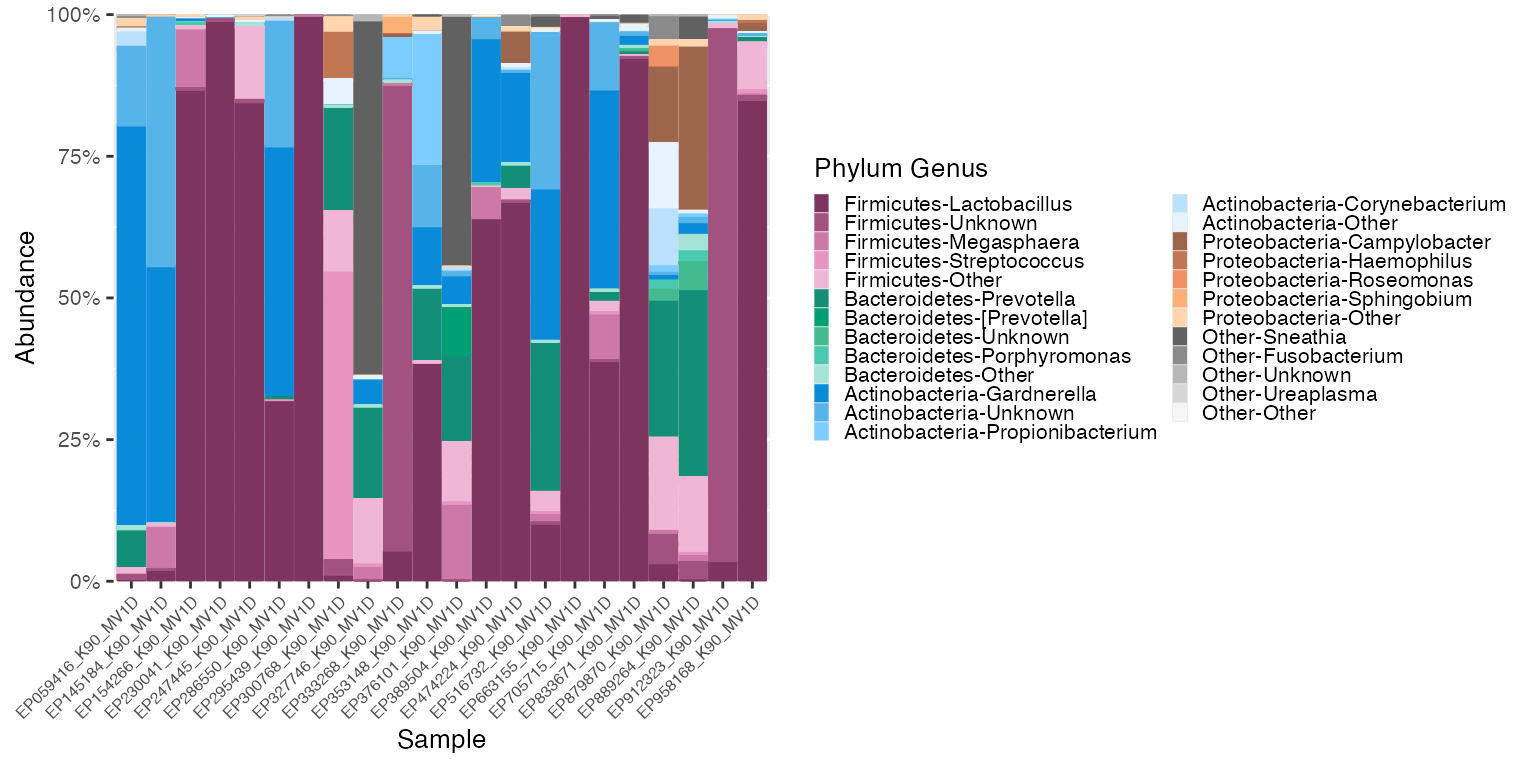 100%
75%
50%
25%
0%
Abundance
EP059416_K90_MV1D
EP145184_K90_MV1D
EP154266_K90_MV1D
EP230041_K90_MV1D
EP247445_K90_MV1D
EP286550_K90_MV1D
EP295439_K90_MV1D
EP300768_K90_MV1D
EP327746_K90_MV1D
EP333268_K90_MV1D
EP353148_K90_MV1D
EP376101_K90_MV1D
EP389504_K90_MV1D
EP474224_K90_MV1D
EP516732_K90_MV1D
EP663155_K90_MV1D
EP705715_K90_MV1D
EP833671_K90_MV1D
EP879870_K90_MV1D
EP889264_K90_MV1D
EP912323_K90_MV1D
EP958168_K90_MV1D
Sample
Phylum Genus
Firmicutes-Lactobacillus
Firmicutes-Unknown
Firmicutes-Megasphaera
Firmicutes-Streptococcus
Firmicutes-Other
Bacteroidetes-Prevotella
Bacteroidetes-[Prevotella]
Bacteroidetes-Unknown
Bacteroidetes-Porphyromonas
Bacteroidetes-Other
Actinobacteria-Gardnerella
Actinobacteria-Unknown
Actinobacteria-Propionibacterium
Actinobacteria-Corynebacterium
Actinobacteria-Other
Proteobacteria-Campylobacter
Proteobacteria-Haemophilus
Proteobacteria-Roseomonas
Proteobacteria-Sphingobium
Proteobacteria-Other
Other-Sneathia
Other-Fusobacterium
Other-Unknown
Other-Ureaplasma
Other-Other